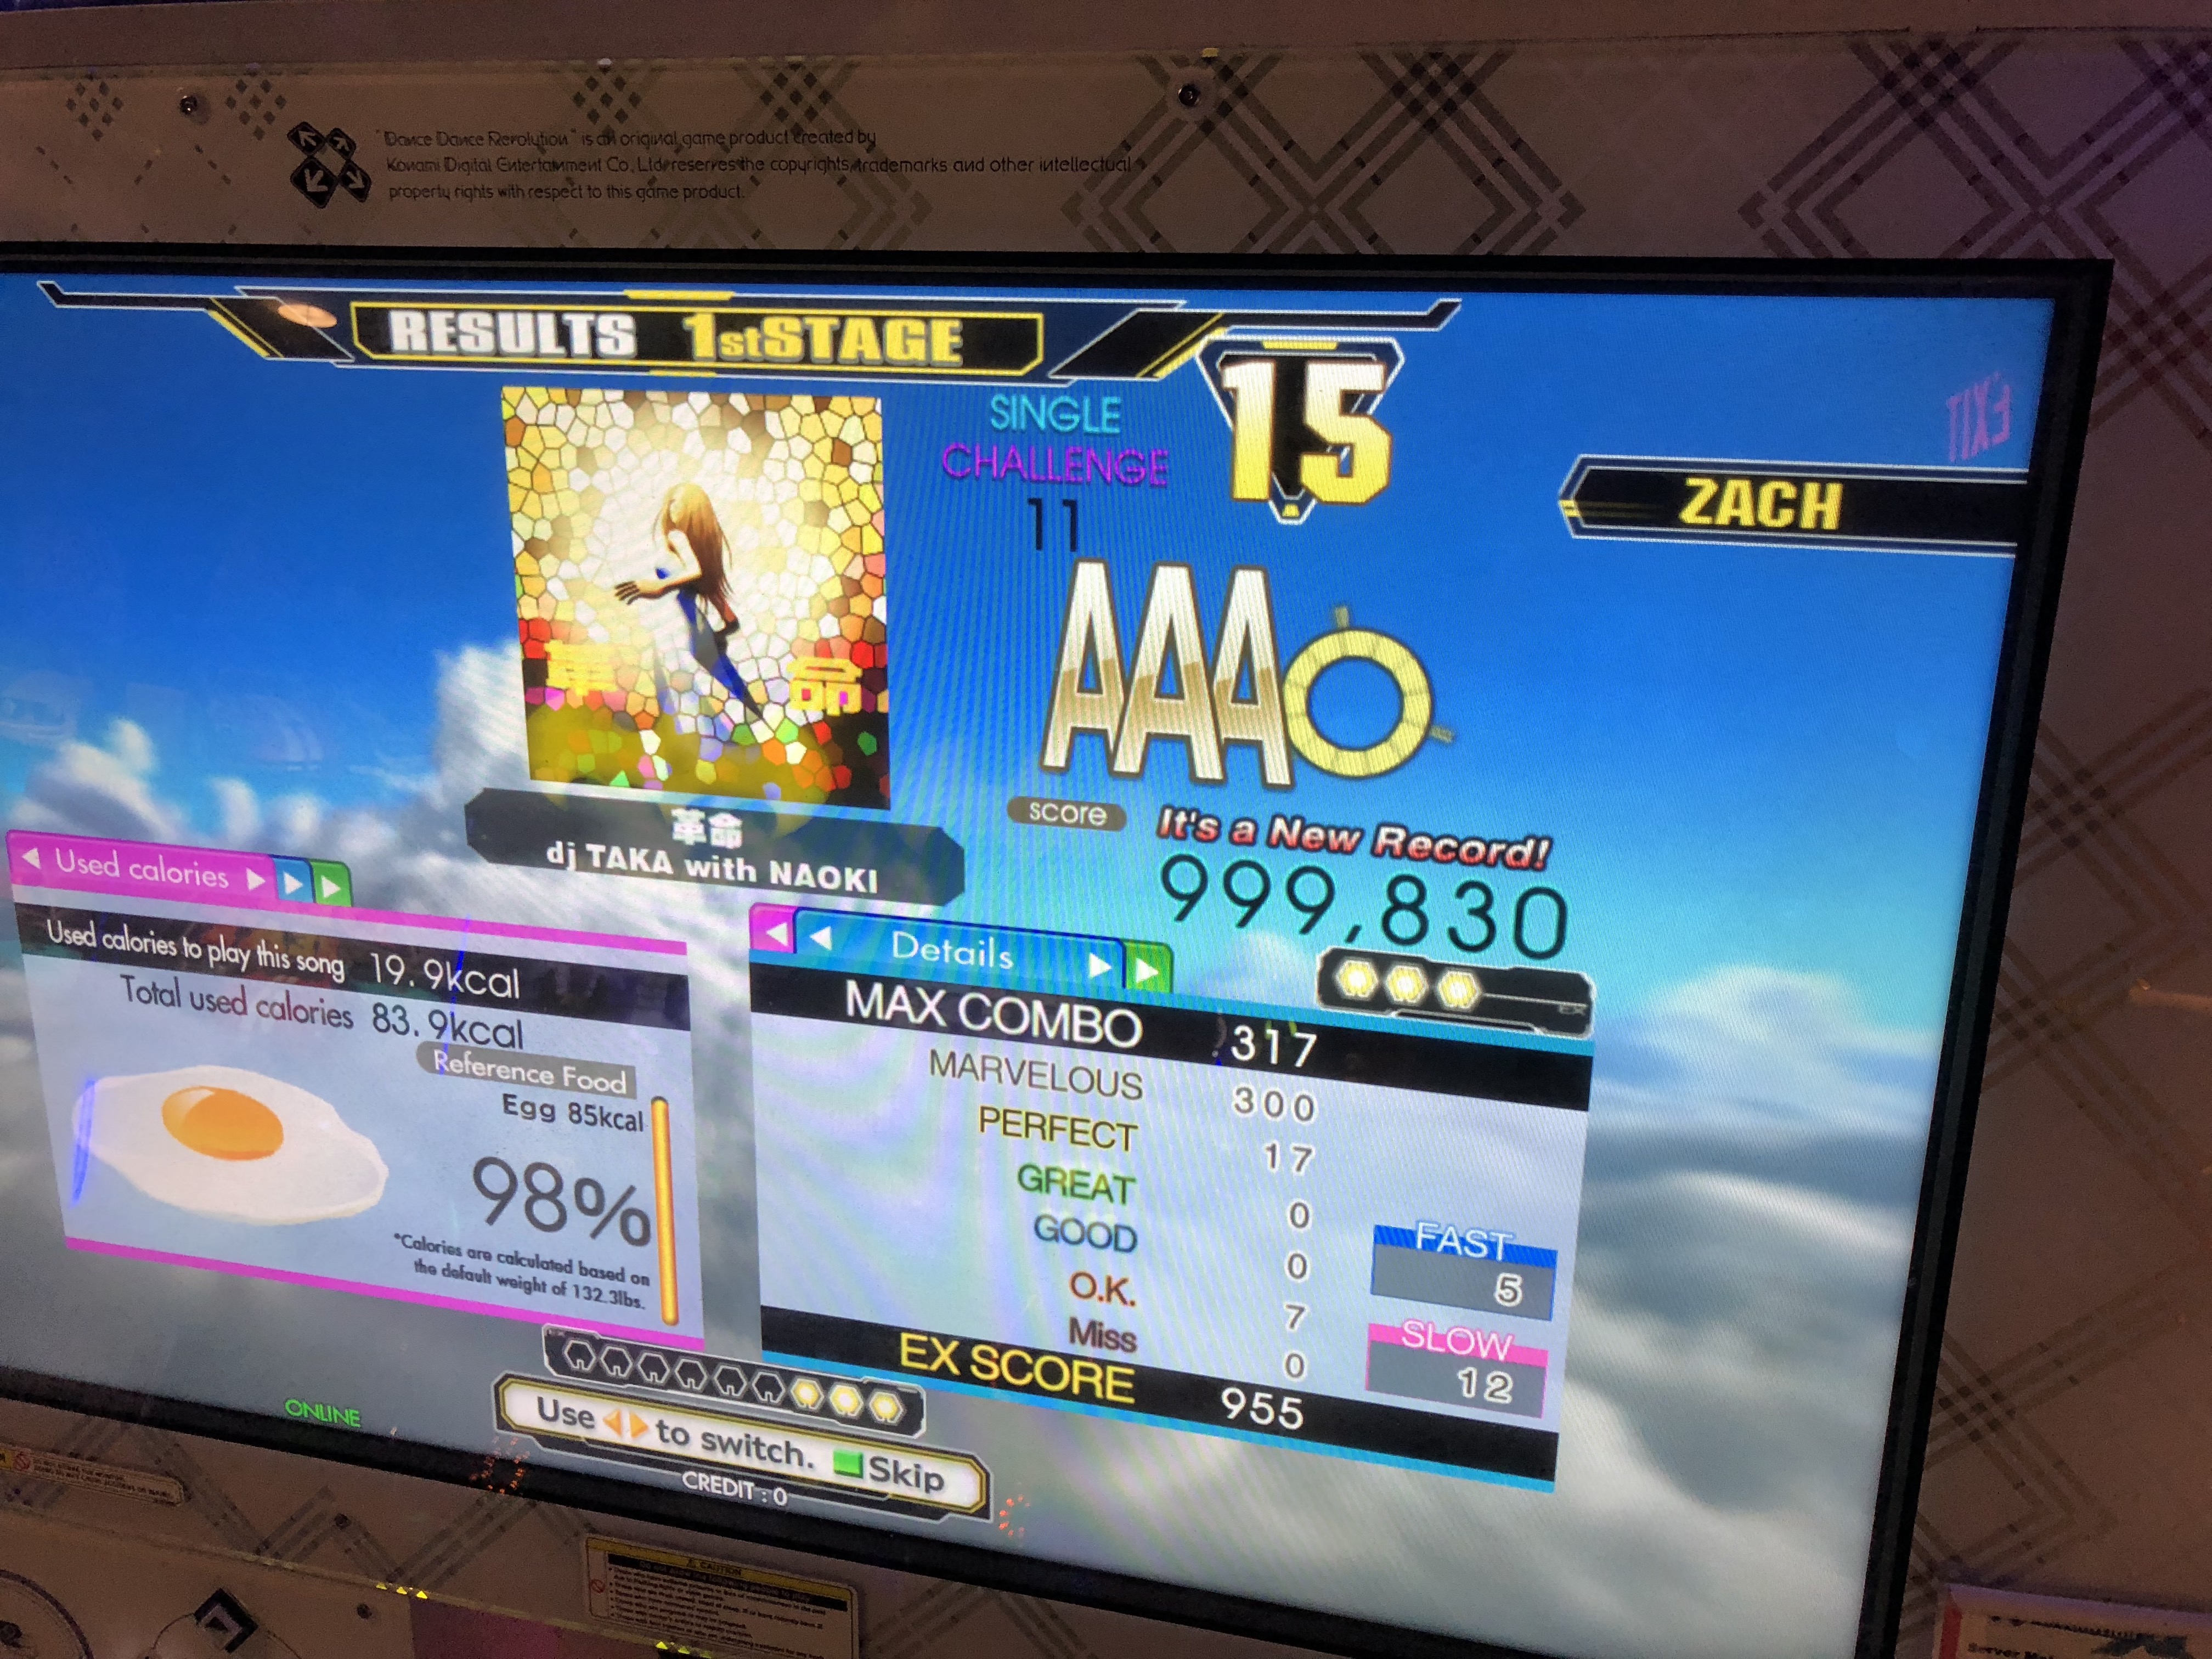 "Dance Dance Revolution" is an original game product created by
Konami Digital Entertainment Co., Ltd. reserves the copyrights, trademarks and other intellectual
property rights with respect to this game product.
RESULTS 1stSTAGE
SINGLE
CHALLENGE
15
11
EXIT
ZACH
AAA
革命
革命
dj TAKA with NAOKI
score
It's a New Record!
999,830
Used calories
Used calories to play this song 19.9kcal
Total used calories 83.9kcal
Reference Food
Egg 85kcal
98%
*Calories are calculated based on
the default weight of 132.3lbs.
Details
EX
MAX COMBO 317
MARVELOUS 300
PERFECT 17
GREAT 0
GOOD 0
O.K. 7
Miss 0
EX SCORE 955
FAST
5
SLOW
12
Use to switch. Skip
CREDIT : 0
ONLINE
CAUTION